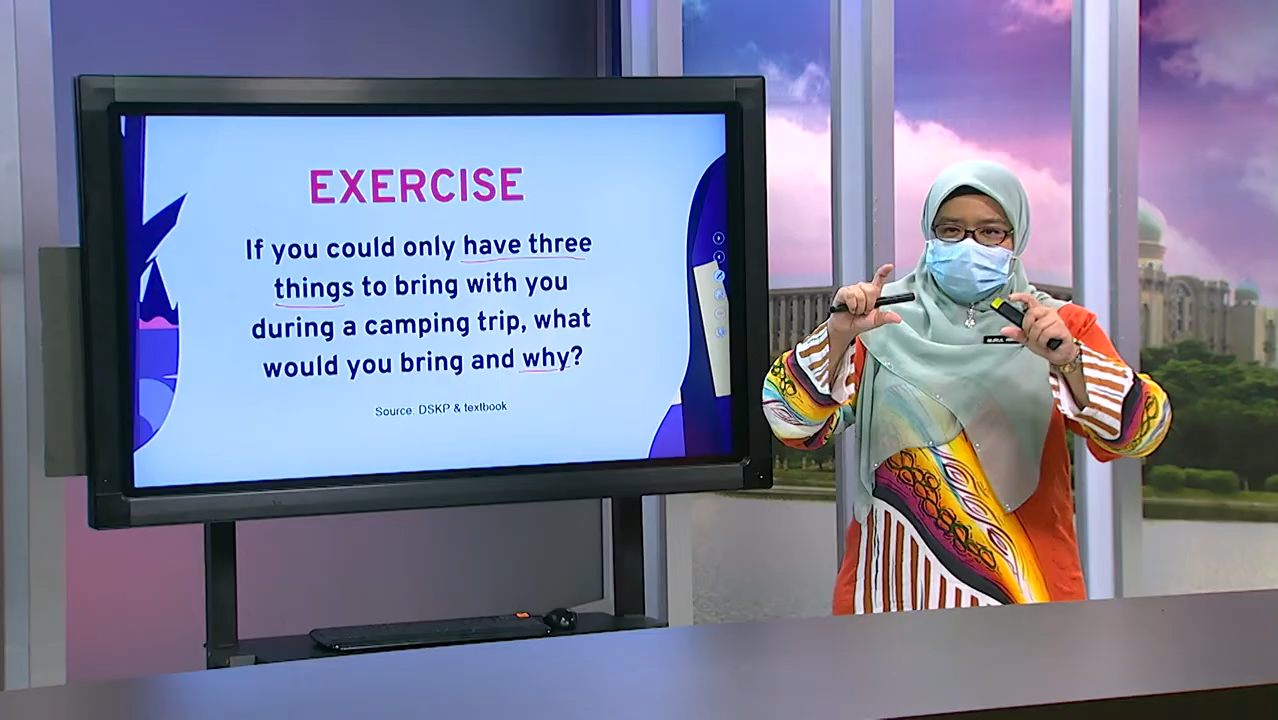 EXERCISE
If you could only have three
things to bring with you
during a camping trip, what
would you bring and why?
Source: DSKP & textbook